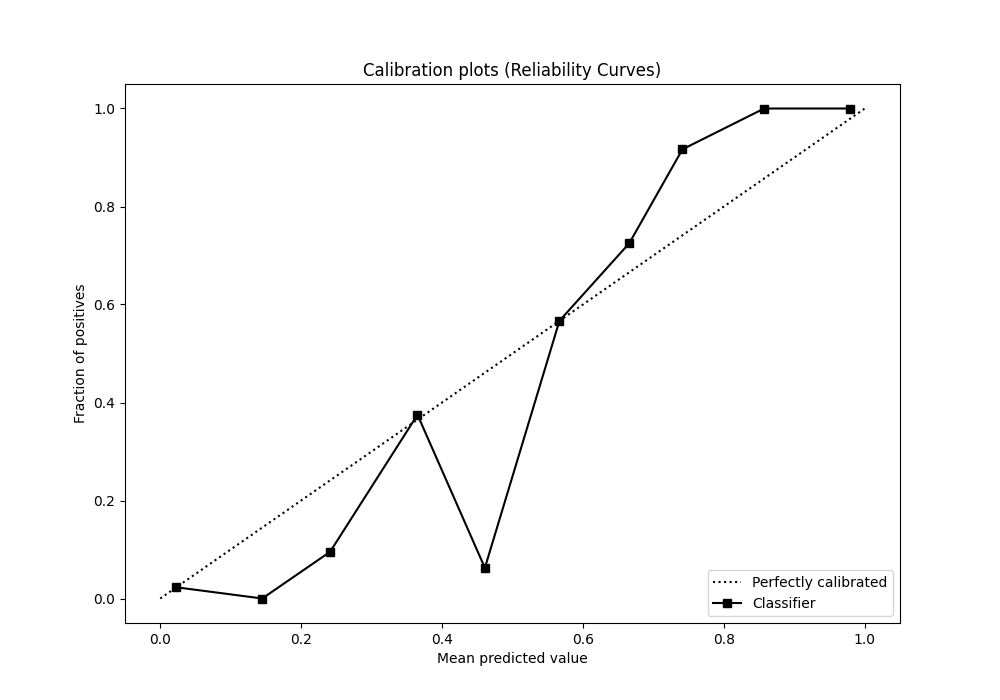 Calibration plots (Reliability Curves)
1.0
0.8
0.6
0.4
0.2
0.0
Fraction of positives
0.0 0.2 0.4 0.6 0.8 1.0
Mean predicted value
Perfectly calibrated
Classifier